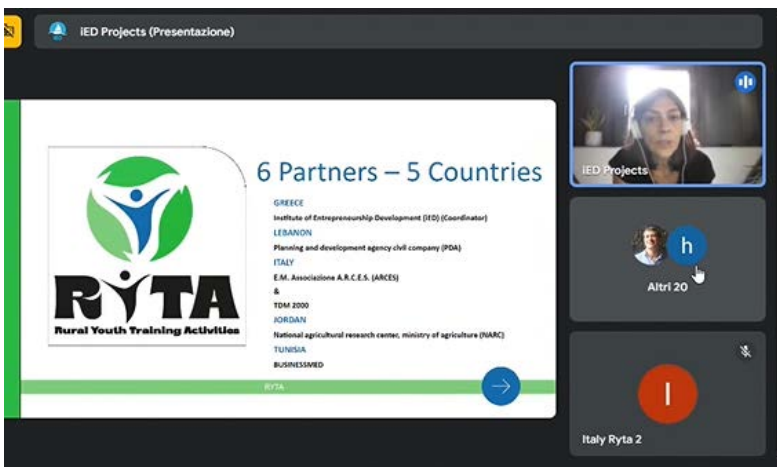 iED Projects (Presentazione)
6 Partners – 5 Countries
GREECE
Institute of Entrepreneurship Development (iED) (Coordinator)
LEBANON
Planning and development agency civil company (PDA)
ITALY
E.M. Associazione A.R.C.E.S. (ARCES)
&
TDM 2000
JORDAN
National agricultural research center, ministry of agriculture (NARC)
TUNISIA
BUSINESSMED
RYTA
Rural Youth Training Activities
RYTA
iED Projects
h
Altri 20
I
Italy Ryta 2